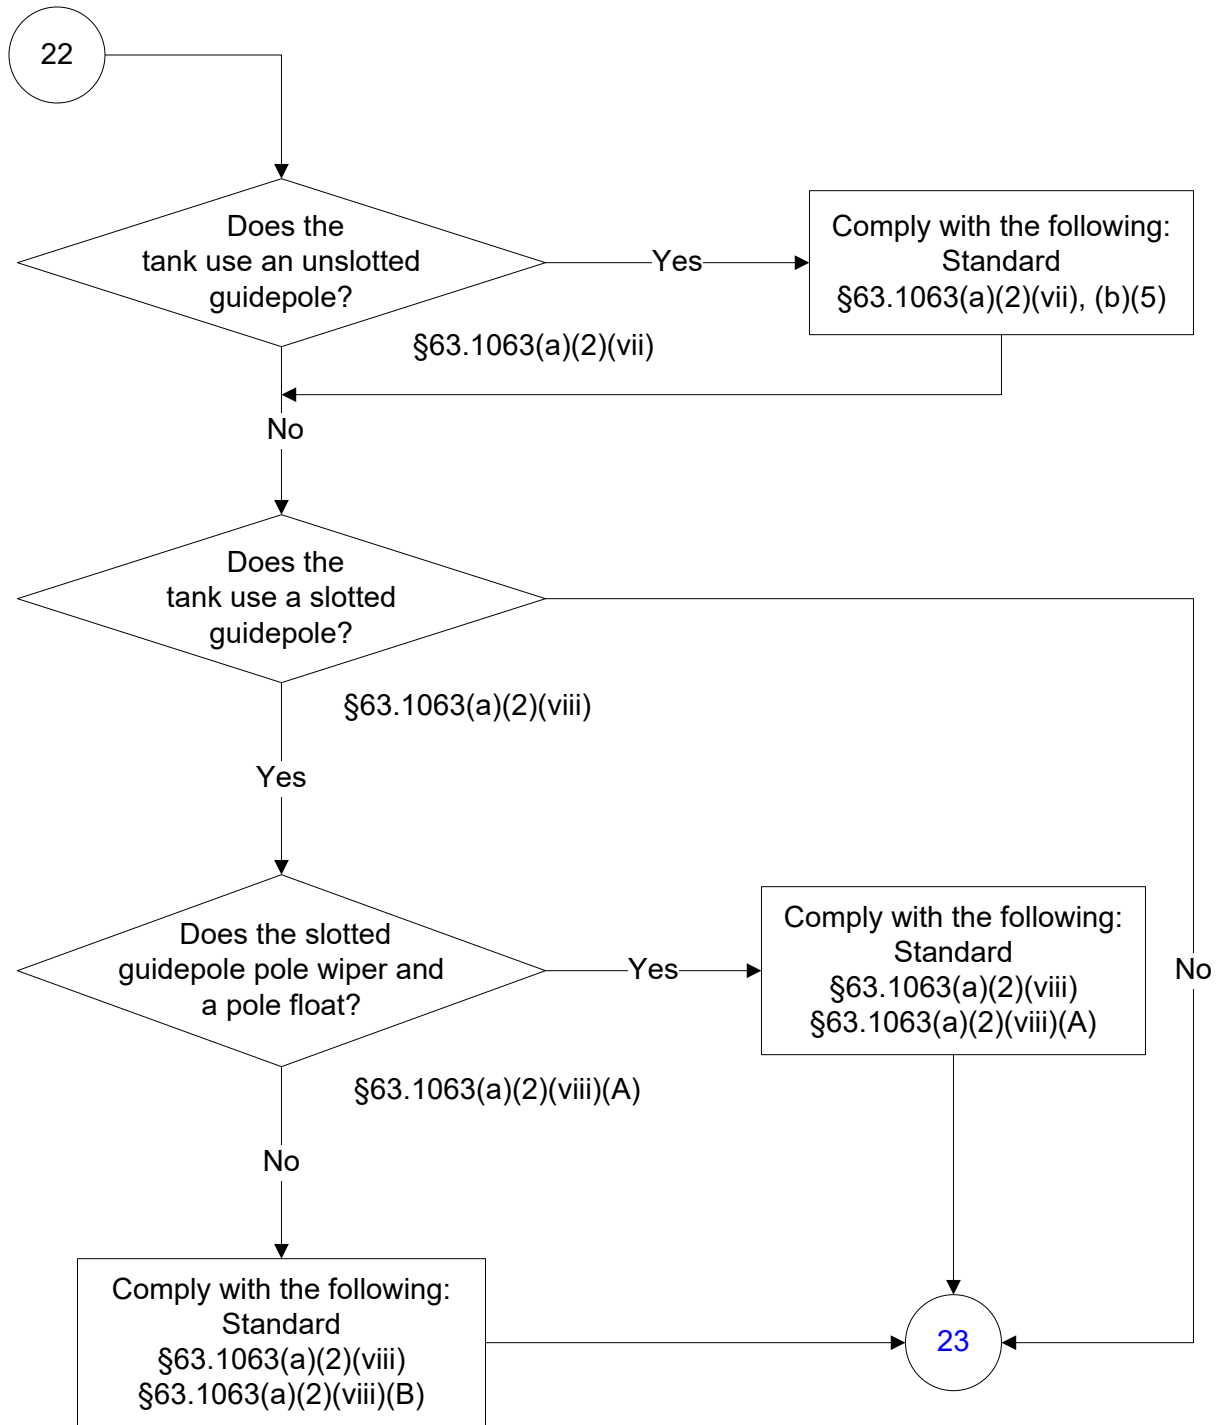 22
Does the
tank use an unslotted
guidepole?
Yes
Comply with the following:
Standard
§63.1063(a)(2)(vii), (b)(5)
§63.1063(a)(2)(vii)
No
Does the
tank use a slotted
guidepole?
§63.1063(a)(2)(viii)
Yes
Does the slotted
guidepole pole wiper and
a pole float?
Yes
Comply with the following:
Standard
§63.1063(a)(2)(viii)
§63.1063(a)(2)(viii)(A)
No
§63.1063(a)(2)(viii)(A)
No
Comply with the following:
Standard
§63.1063(a)(2)(viii)
§63.1063(a)(2)(viii)(B)
23